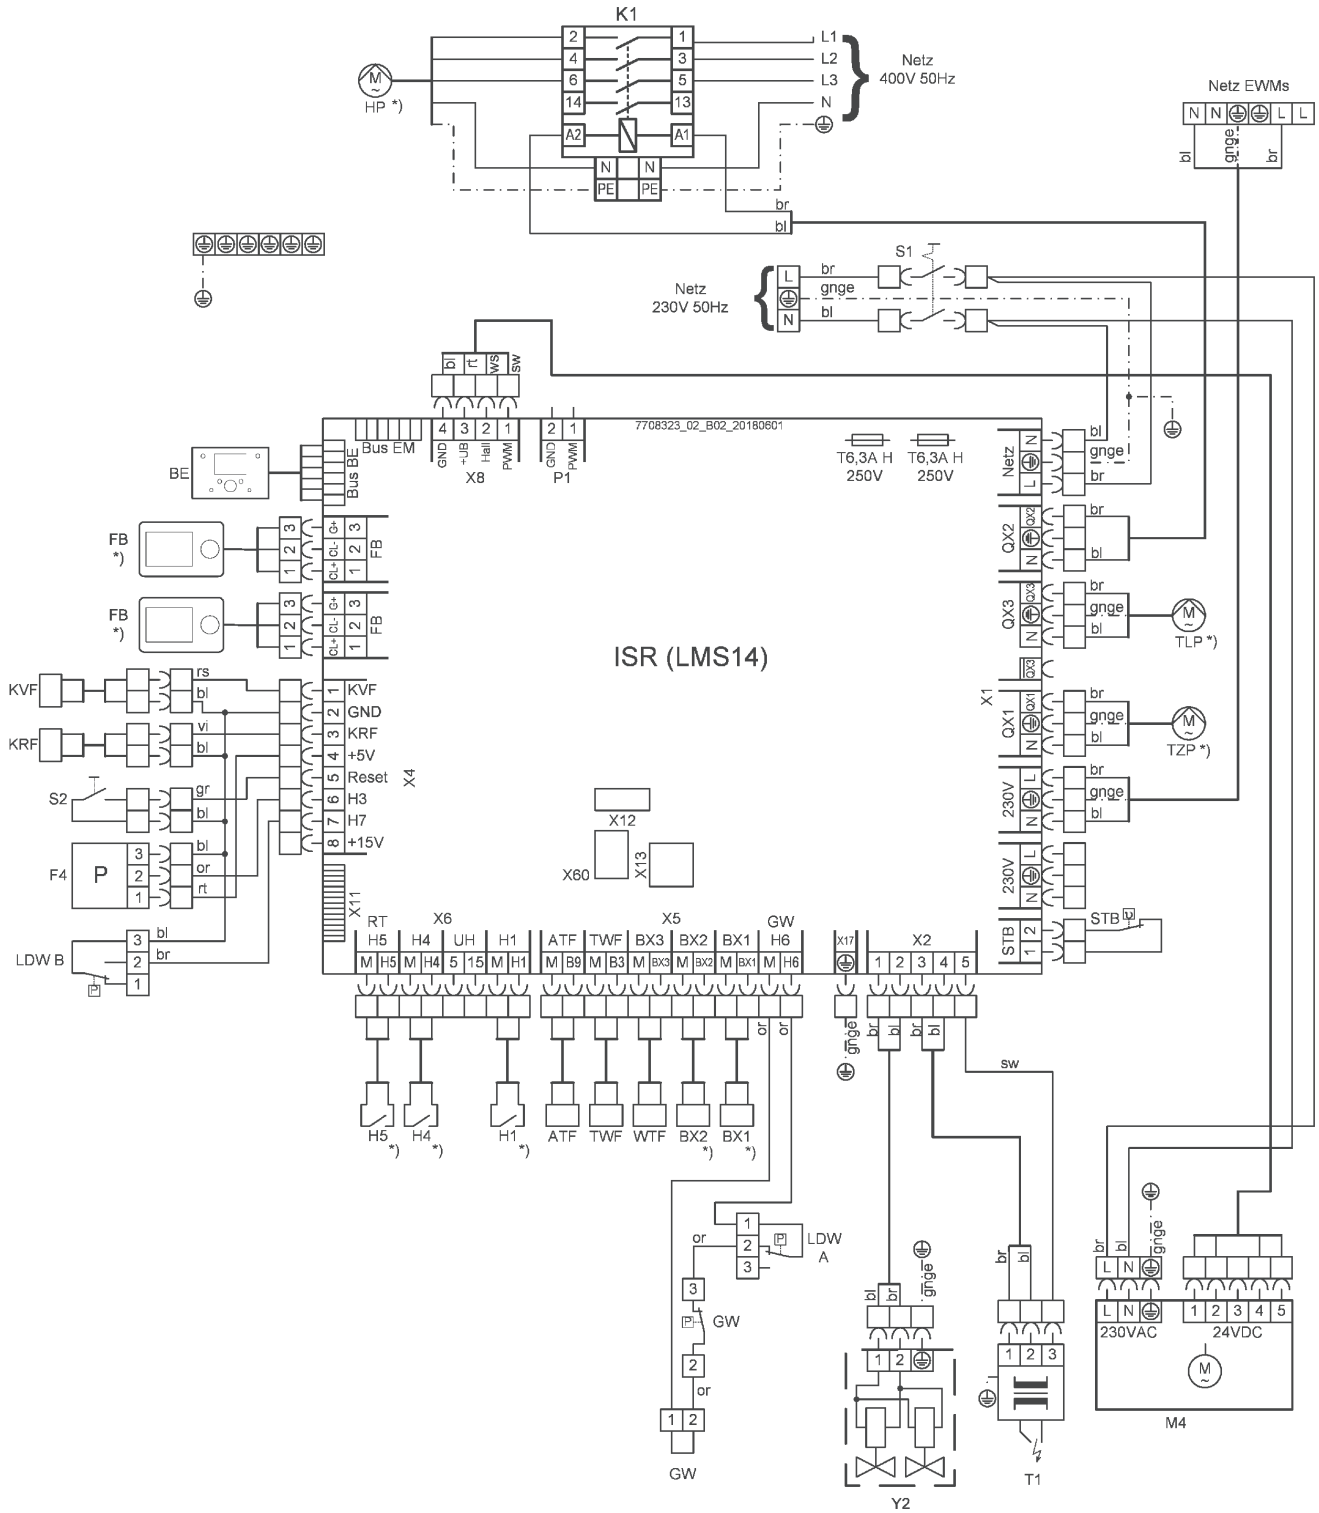 K1
2 1 L1
4 3 L2
6 5 L3
14 13 N
A2 A1
N N
PE PE
M ~
HP *)
Netz
400V 50Hz
Netz EWMs
N N L L
bl gnge br
br
bl
S1
Netz
230V 50Hz
L br
gnge
N bl
bl rt ws sw
4 3 2 1
GND +UB Hall PWM
X8
2 1
GND PWM
P1
7708323_02_B02_20180601
T6,3A H
250V
T6,3A H
250V
Bus EM
BE
Bus BE
FB
*)
3 G+ 3
2 CL- 2
1 CL+ 1
FB
FB
*)
3 G+ 3
2 CL- 2
1 CL+ 1
FB
ISR (LMS14)
KVF
rs
bl
KRF
vi
bl
S2
gr
bl
F4
P
3 bl
2 or
1 rt
LDW B
3 bl
2 br
1
P
1 KVF
2 GND
3 KRF
4 +5V
5 Reset
6 H3
7 H7
8 +15V
X4
X11
X12
X60
X13
X1
Netz
N bl
gnge
L br
QX2
QX2 br
N bl
QX3
QX3 br
gnge
N bl
M ~
TLP *)
QX3
QX1
QX1 br
gnge
N bl
M ~
TZP *)
230V
L br
gnge
N bl
230V
L
N
STB
2
1
STB
RT X6 X5 GW
H5 H4 UH H1 ATF TWF BX3 BX2 BX1 H6
M H5 M H4 5 15 M H1 M B9 M B3 M BX3 M BX2 M BX1 M H6
X17
X2
1 2 3 4 5
or or
gnge
br bl br bl
sw
H5 *)
H4 *)
H1 *)
ATF
TWF
WTF
BX2 *)
BX1 *)
1
2
3
P
LDW
A
or
3
P
GW
2
or
1 2
GW
bl br gnge
1 2
Y2
br bl
1 2 3
T1
br bl gnge
L N
L N
230VAC
1 2 3 4 5
24VDC
M ~
M4